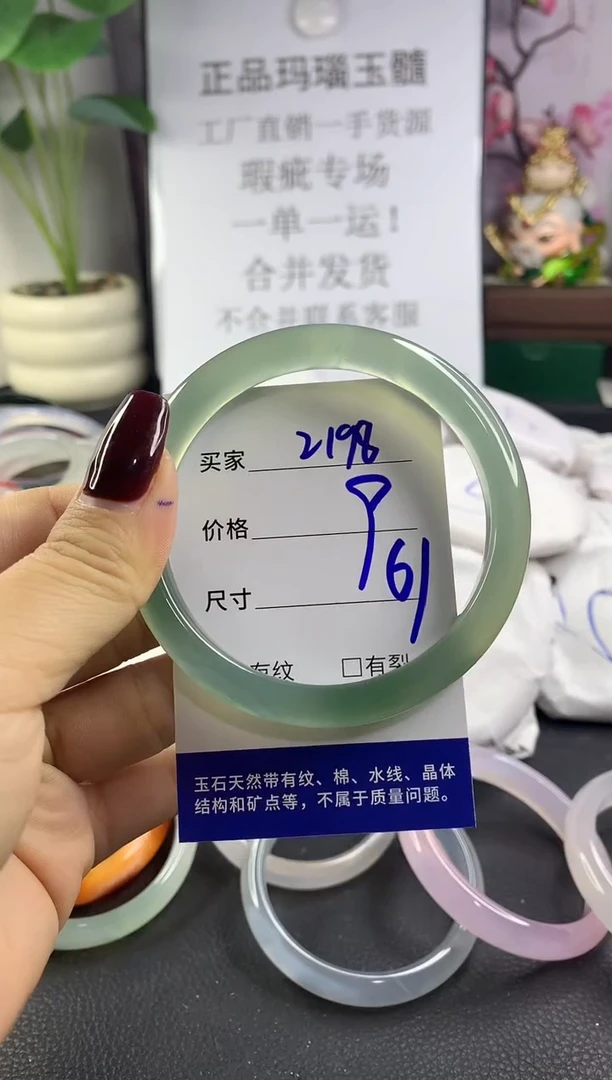 正品玛瑙玉髓
工厂直销一手货源
瑕疵专场
一单一运！
合并发货
不合并联系客服
买家 2198
价格
尺寸 61
有纹 □有裂
玉石天然带有纹、棉、水线、晶体
结构和矿点等，不属于质量问题。